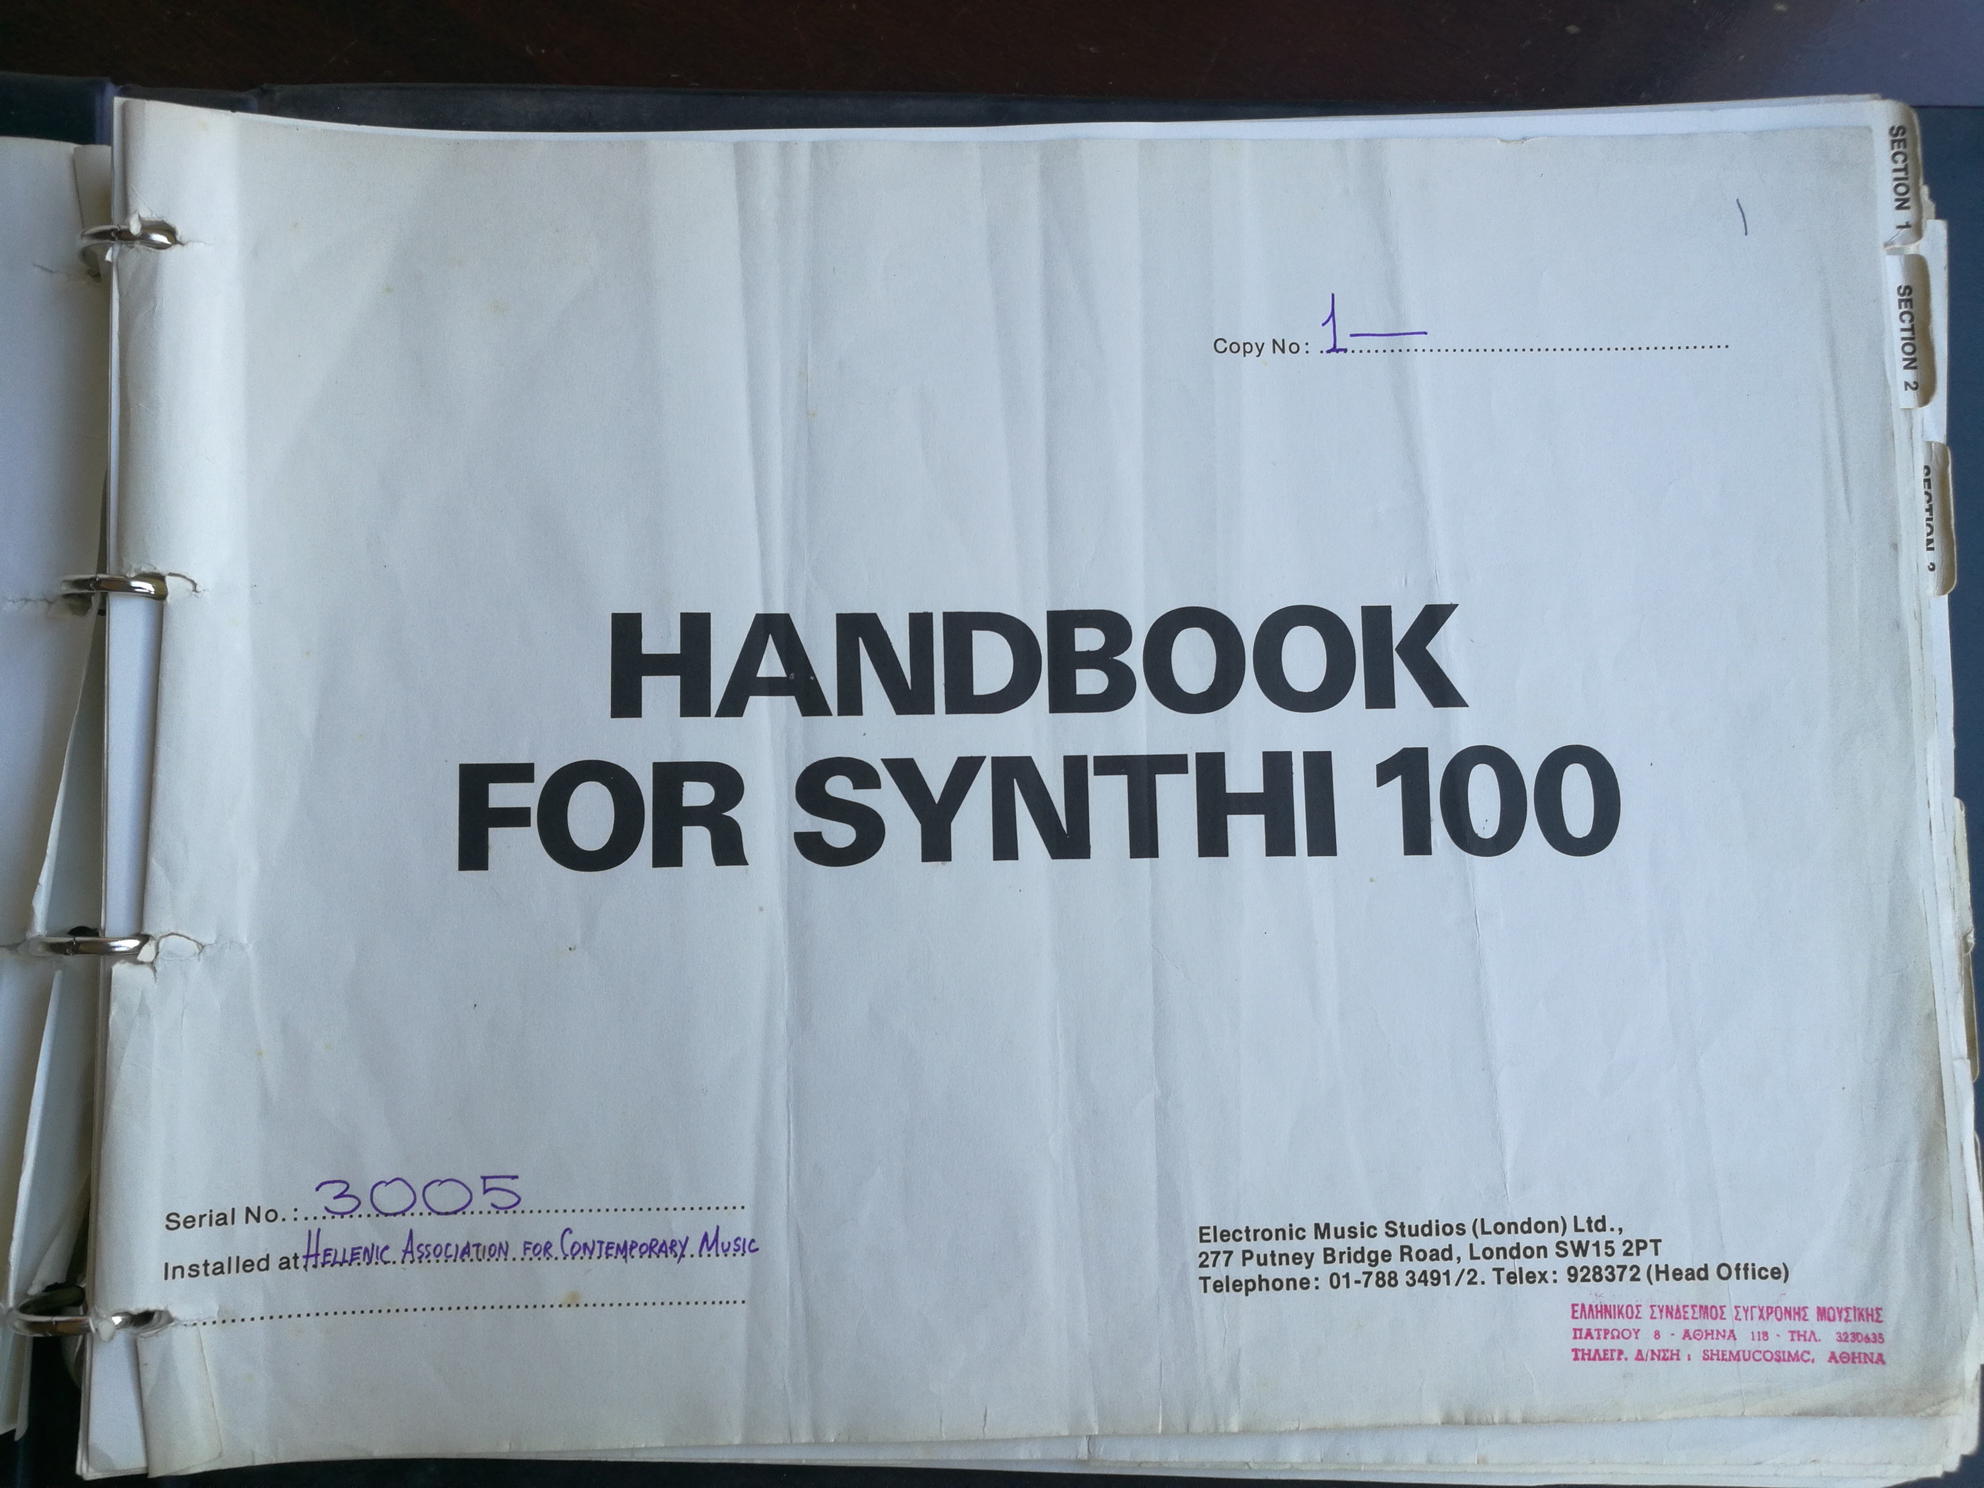 SECTION 1
SECTION 2
SECTION 3
Copy No: 1—
HANDBOOK
FOR SYNTHI 100
Serial No.: 3005
Installed at HELLENIC ASSOCIATION FOR CONTEMPORARY MUSIC
Electronic Music Studios (London) Ltd.,
277 Putney Bridge Road, London SW15 2PT
Telephone: 01-788 3491/2. Telex: 928372 (Head Office)
ΕΛΛΗΝΙΚΟΣ ΣΥΝΔΕΣΜΟΣ ΣΥΓΧΡΟΝΗΣ ΜΟΥΣΙΚΗΣ
ΠΑΤΡΩΟΥ 8 - ΑΘΗΝΑ 118 - ΤΗΛ. 3230635
ΤΗΛΕΓΡ. Δ/ΝΣΗ : SHEMUCOSIMC, ΑΘΗΝΑ